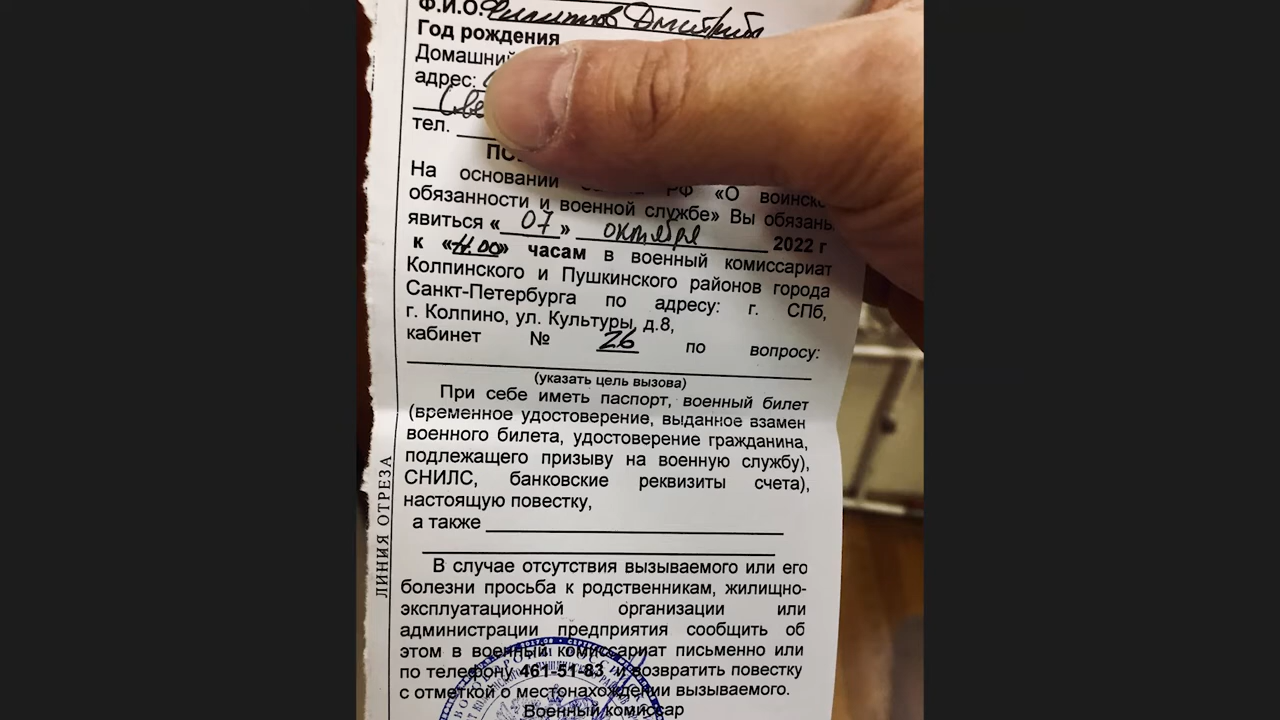 Ф.И.О. Филиппов Дмитрий
Год рождения
Домашний
адрес:
тел.
На основании РФ «О
обязанности и военной службе» Вы обязаны
явиться « 07 » октября 2022 г
к « 11.00 » часам в военный комиссариат
Колпинского и Пушкинского районов города
Санкт-Петербурга по адресу: г. СПб,
г. Колпино, ул. Культуры, д.8,
кабинет № 26 по вопросу:
(указать цель вызова)
При себе иметь паспорт, военный билет
(временное удостоверение, выданное взамен
военного билета, удостоверение гражданина,
подлежащего призыву на военную службу),
СНИЛС, банковские реквизиты счета),
настоящую повестку,
а также
В случае отсутствия вызываемого или его
болезни просьба к родственникам, жилищно-
эксплуатационной организации или
администрации предприятия сообщить об
этом в военный комиссариат письменно или
по телефону 461-51-83 и возвратить повестку
с отметкой о местонахождении вызываемого.
Военный комиссар
ЛИНИЯ ОТРЕЗА